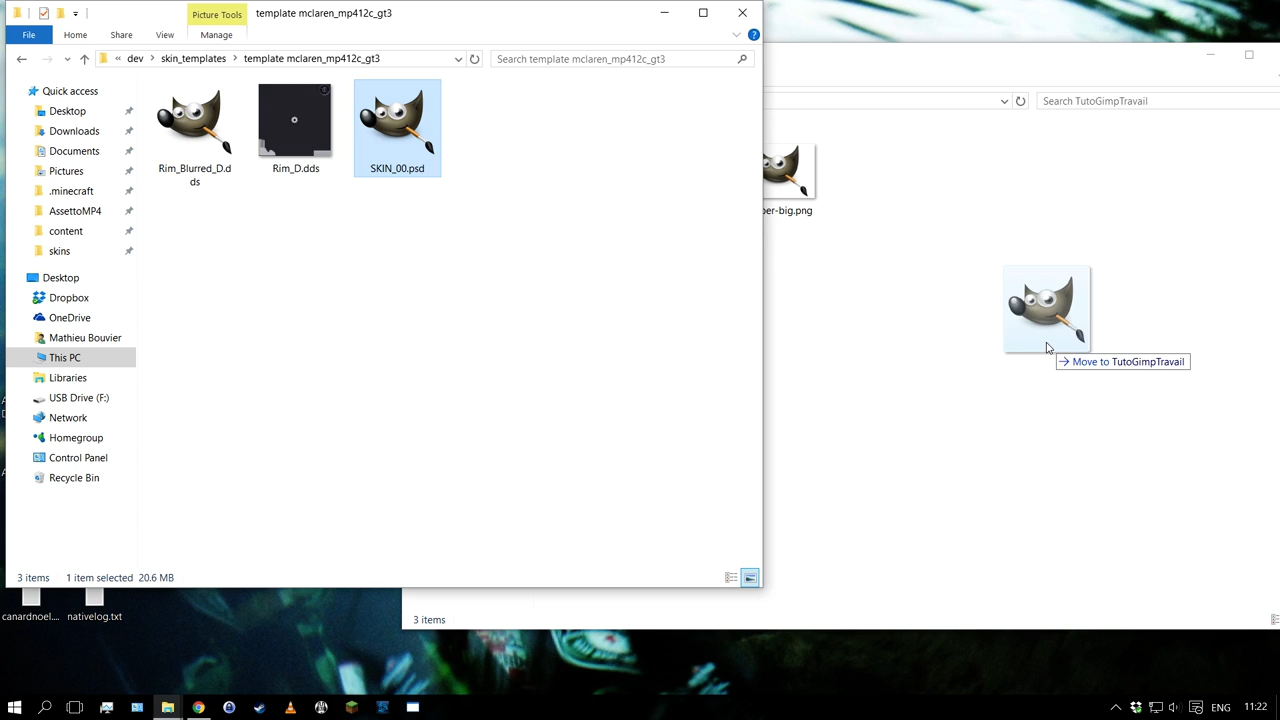 Picture Tools
template mclaren_mp412c_gt3
File
Home
Share
View
Manage
« dev > skin_templates > template mclaren_mp412c_gt3
Search template mclaren_mp412c_gt3
Search TutoGimpTravail
Quick access
Desktop
Downloads
Documents
Pictures
.minecraft
AssettoMP4
content
skins
Desktop
Dropbox
OneDrive
Mathieu Bouvier
This PC
Libraries
USB Drive (F:)
Network
Homegroup
Control Panel
Recycle Bin
Rim_Blurred_D.d
ds
Rim_D.dds
SKIN_00.psd
per-big.png
Move to TutoGimpTravail
3 items
1 item selected
20.6 MB
3 items
canardnoel....
nativelog.txt
ENG
11:22